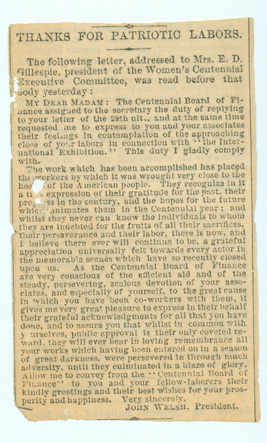 THANKS FOR PATRIOTIC LABORS.
The following letter, addressed to Mrs. E. D.
Gillespie, president of the Women's Centennial
Executive Committee, was read before that
body yesterday:
MY DEAR MADAM: The Centennial Board of Fi-
nance assigned to the secretary the duty of replying
to your letter of the 29th ult., and at the same time
requested me to express to you and your associates
their feelings in contemplation of the approaching
close of your labors in connection with "the Inter-
national Exhibition." This duty I gladly comply
with.
The work which has been accomplished has placed
the workers by which it was wrought very close to the
hear of the American people. They recognize in it
expression of their gratitude for the past, their
pro ess in the century, and the hopes for the future
which animates them in the Centennial year; and
they never can know the individuals to whom
they are indebted for the fruits of all their sacrifices,
their perseverance and their labor, there is now, and
I believe there ever will continue to be, a grateful
appreciation universally felt towards every actor in
the memorable scenes which have so recently closed
upon us. As the Centennial Board of Finance
are very conscious of the efficient aid and of the
steady, persevering, zealous devotion of your asso-
ciates, and especially of yourself, to the great cause
in which you have been co-workers with them, it
gives me very great pleasure to express in their behalf
their grateful acknowledgments for all that you have
done, and to assure you that whilst in common with
y urselves, public approval is their only coveted re-
ward, they will ever bear in loving remembrance all
your works which having been entered on in a season
of great darkness, were persevered in through much
adversity, until they culminated in a blaze of glory.
Allow me to convey from the "Centennial Board of
Finance" to you and your fellow-laborers their
kindly greetings and their best wishes for your pros-
perity and happiness. Very sincerely,
JOHN WELSH, President.